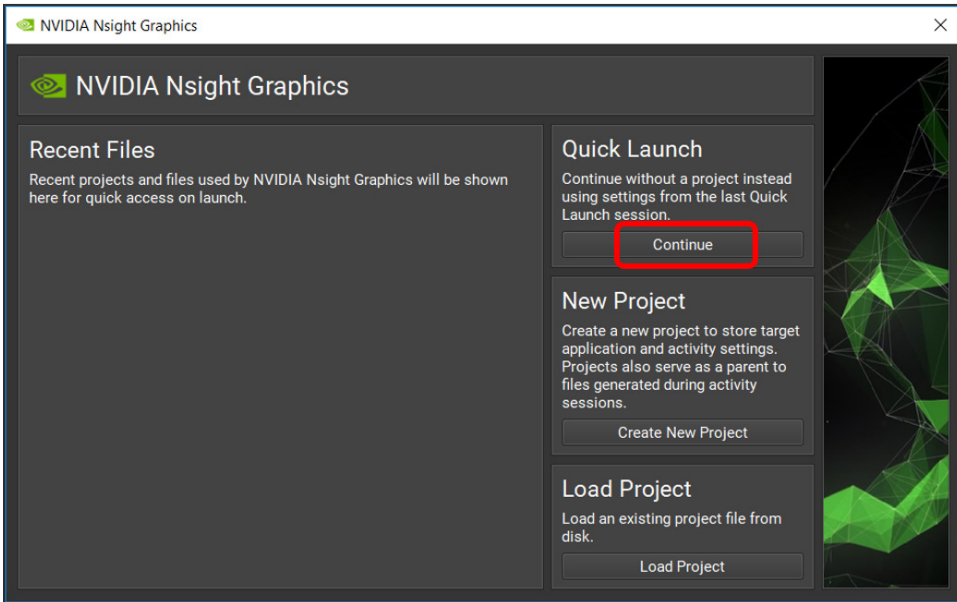 NVIDIA Nsight Graphics
NVIDIA Nsight Graphics
Recent Files
Recent projects and files used by NVIDIA Nsight Graphics will be shown
here for quick access on launch.
Quick Launch
Continue without a project instead
using settings from the last Quick
Launch session.
Continue
New Project
Create a new project to store target
application and activity settings.
Projects also serve as a parent to
files generated during activity
sessions.
Create New Project
Load Project
Load an existing project file from
disk.
Load Project